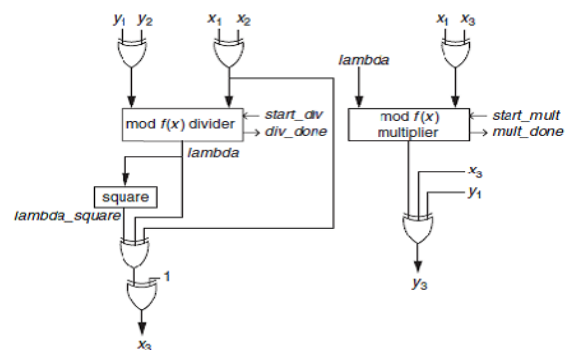 y1 y2 x1 x2 x1 x3
lambda
mod f(x) divider
start_div
div_done
mod f(x)
multiplier
start_mult
mult_done
lambda
square
lambda_square
x3
y1
1
y3
x3